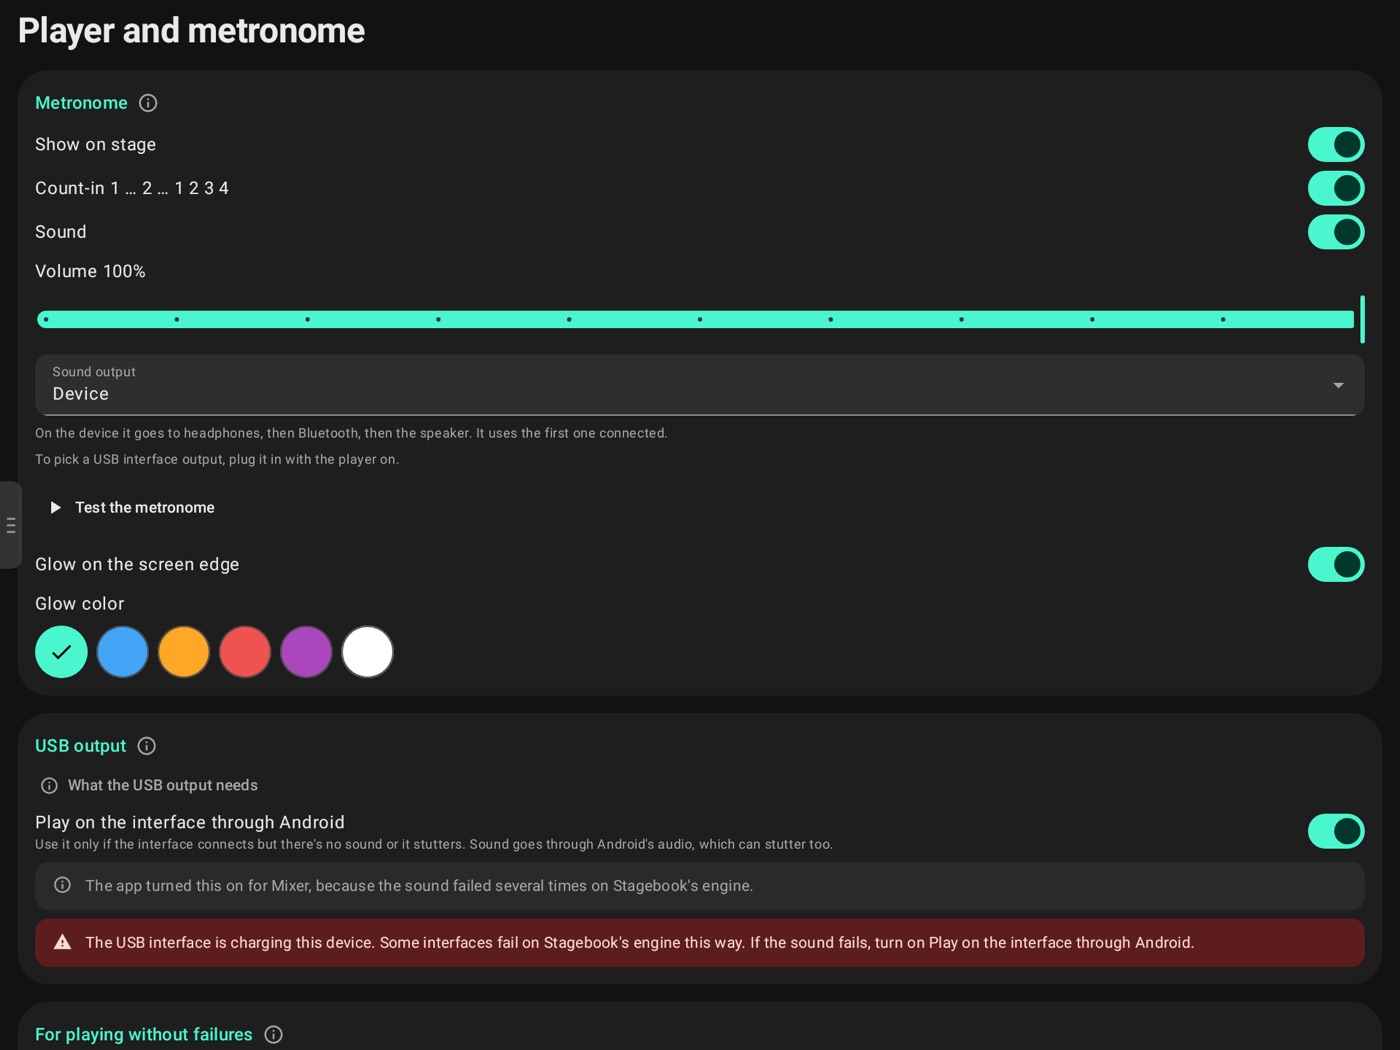 Player and metronome
Metronome
Show on stage
Count-in 1 ... 2 ... 1 2 3 4
Sound
Volume 100%
Sound output
Device
On the device it goes to headphones, then Bluetooth, then the speaker. It uses the first one connected.
To pick a USB interface output, plug it in with the player on.
Test the metronome
Glow on the screen edge
Glow color
USB output
What the USB output needs
Play on the interface through Android
Use it only if the interface connects but there's no sound or it stutters. Sound goes through Android's audio, which can stutter too.
The app turned this on for Mixer, because the sound failed several times on Stagebook's engine.
The USB interface is charging this device. Some interfaces fail on Stagebook's engine this way. If the sound fails, turn on Play on the interface through Android.
For playing without failures